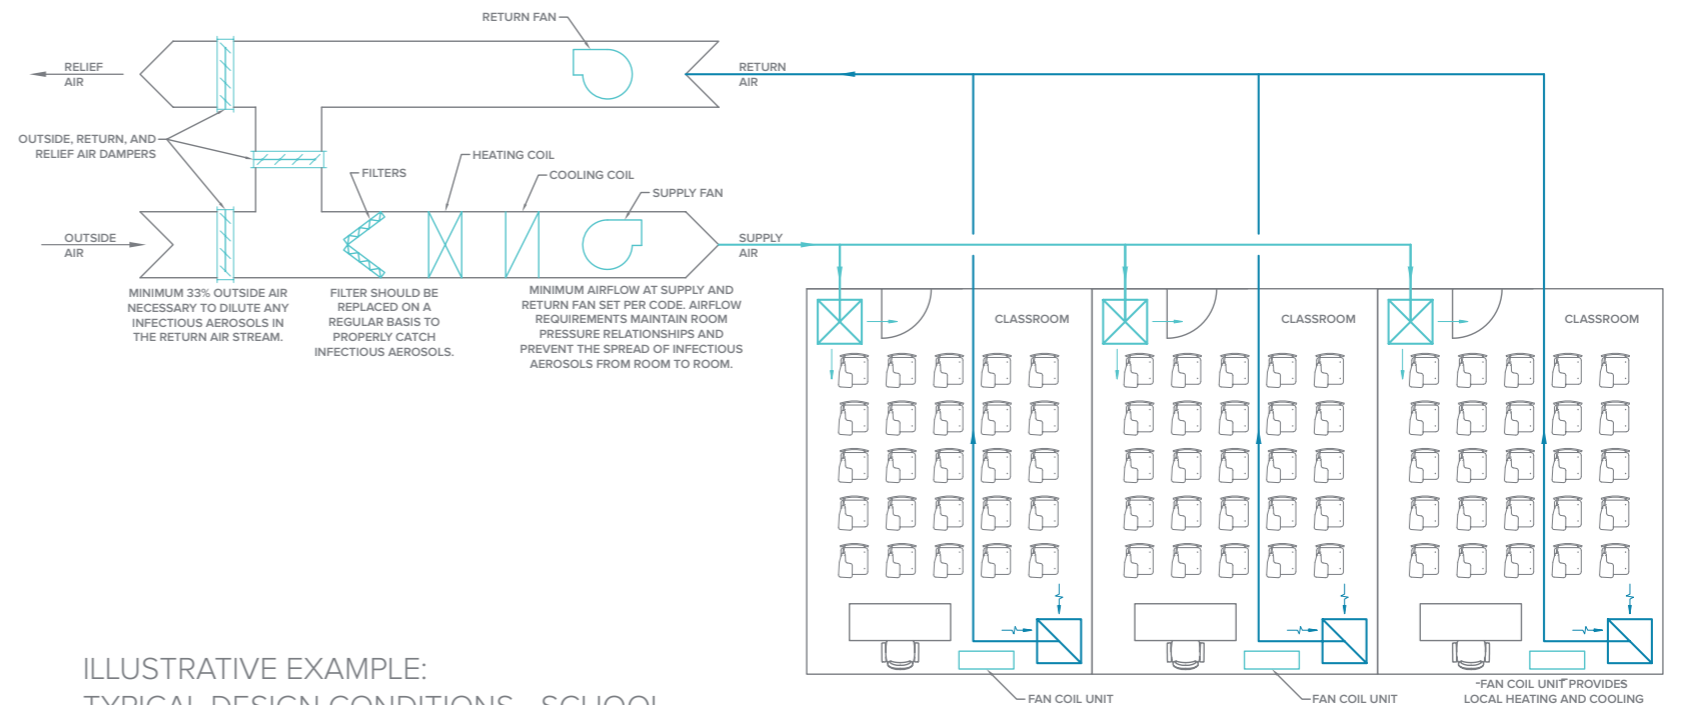 RETURN FAN
RELIEF
AIR
RETURN
AIR
OUTSIDE, RETURN, AND
RELIEF AIR DAMPERS
HEATING COIL
FILTERS
COOLING COIL
SUPPLY FAN
OUTSIDE
AIR
SUPPLY
AIR
MINIMUM 33% OUTSIDE AIR
NECESSARY TO DILUTE ANY
INFECTIOUS AEROSOLS IN
THE RETURN AIR STREAM.
FILTER SHOULD BE
REPLACED ON A
REGULAR BASIS TO
PROPERLY CATCH
INFECTIOUS AEROSOLS.
MINIMUM AIRFLOW AT SUPPLY AND
RETURN FAN SET PER CODE. AIRFLOW
REQUIREMENTS MAINTAIN ROOM
PRESSURE RELATIONSHIPS AND
PREVENT THE SPREAD OF INFECTIOUS
AEROSOLS FROM ROOM TO ROOM.
CLASSROOM
CLASSROOM
CLASSROOM
FAN COIL UNIT
FAN COIL UNIT
FAN COIL UNIT PROVIDES
LOCAL HEATING AND COOLING
ILLUSTRATIVE EXAMPLE:
TYPICAL DESIGN CONDITIONS - SCHOOL